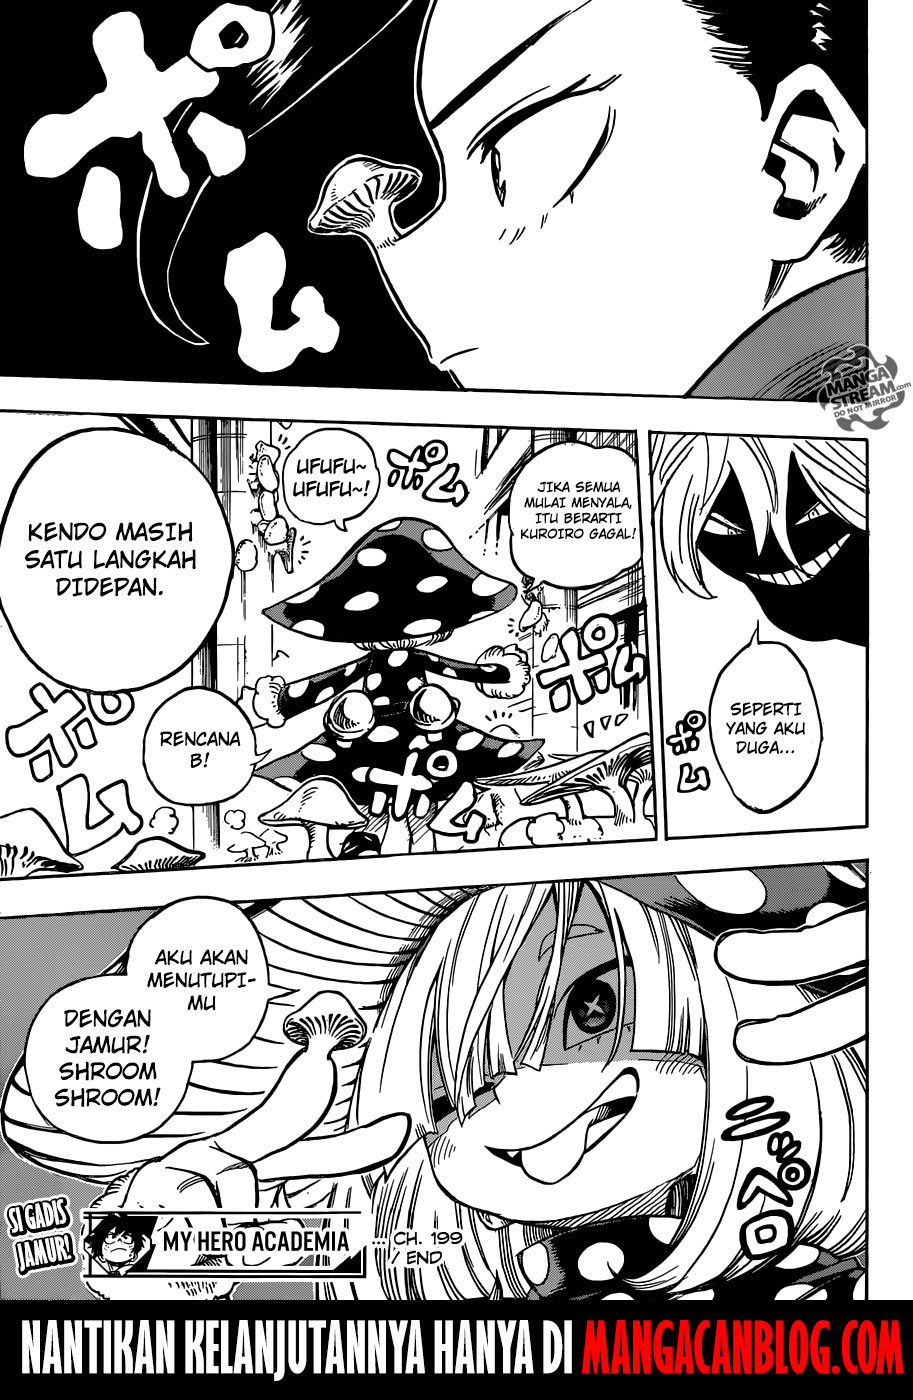 ポム
MANGA
STREAM.com
DO NOT MIRROR
SEPERTI
YANG AKU
DUGA...
ポム
JIKA SEMUA
MULAI MENYALA,
ITU BERARTI
KUROIRO GAGAL!
UFUFU~
UFUFU~!
ポム
ポム
ポム
ポム
KENDO MASIH
SATU LANGKAH
DIDEPAN.
RENCANA
B!
AKU AKAN
MENUTUPI-
MU
DENGAN
JAMUR!
SHROOM
SHROOM!
ペロ
SI GADIS
JAMUR!
MY HERO ACADEMIA
... CH. 199
/ END
NANTIKAN KELANJUTANNYA HANYA DI MANGACANBLOG.COM